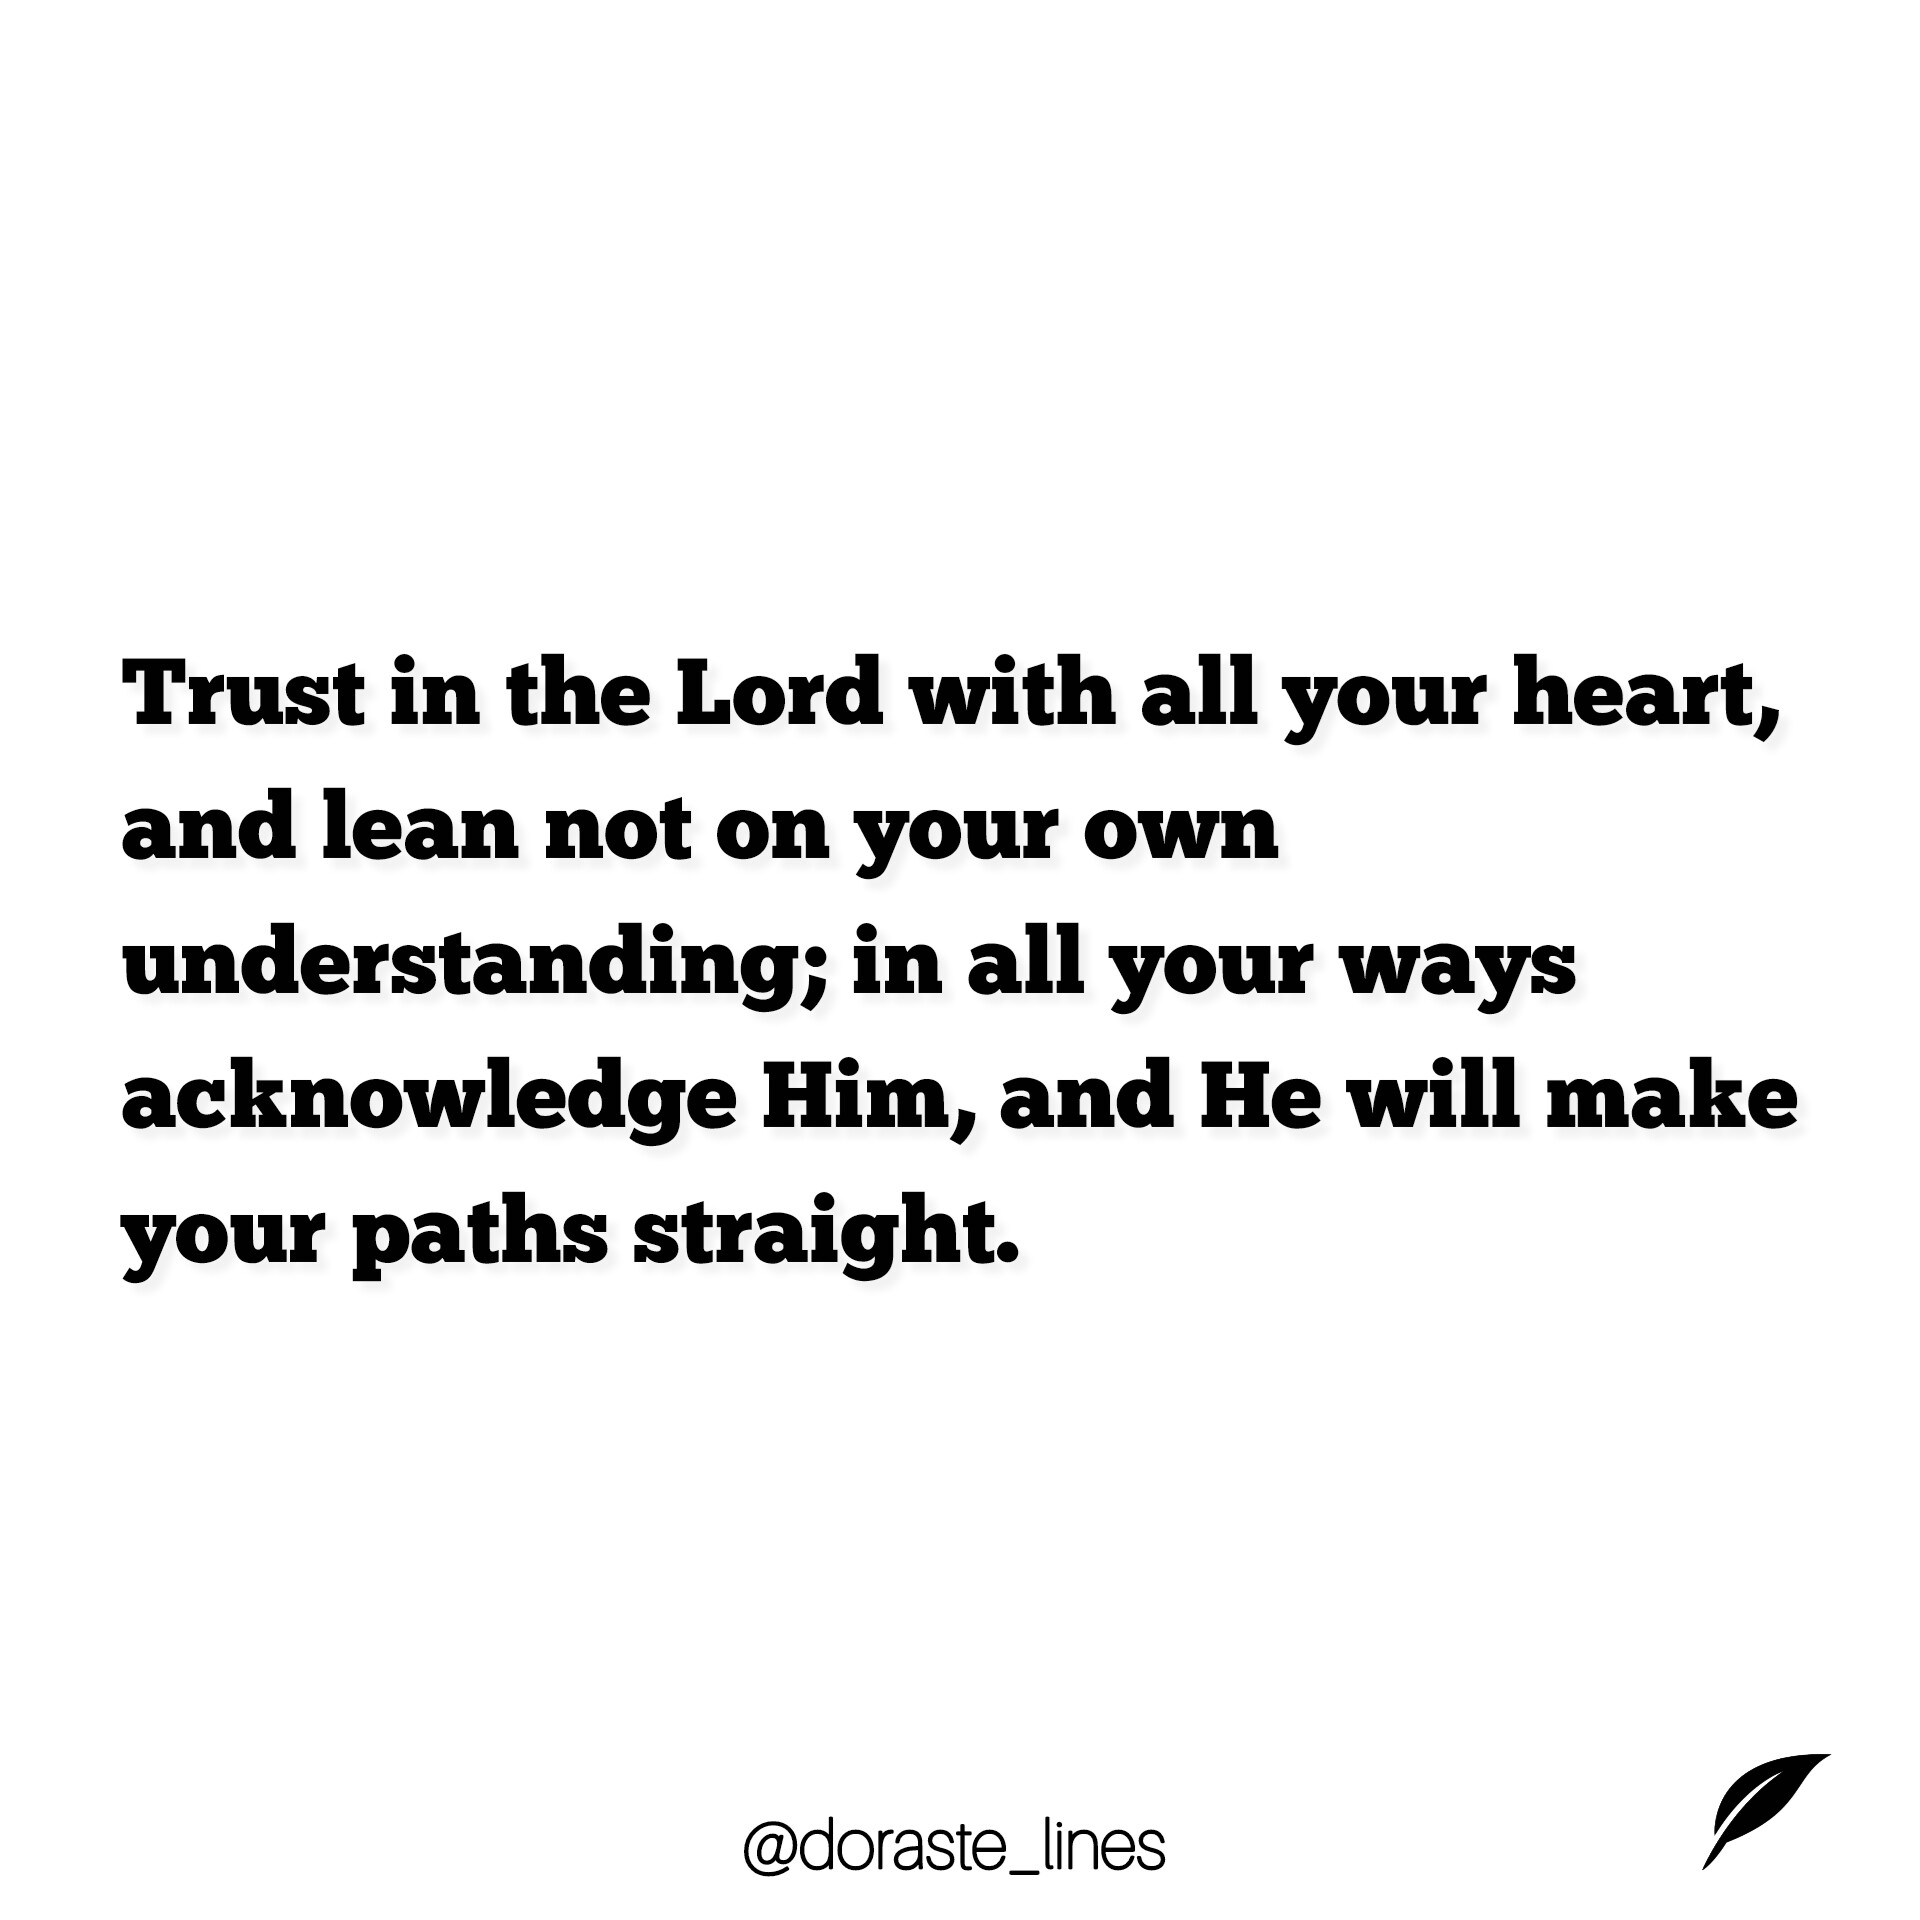 Trust in the Lord with all your heart,
and lean not on your own
understanding; in all your ways
acknowledge Him, and He will make
your paths straight.
@doraste_lines